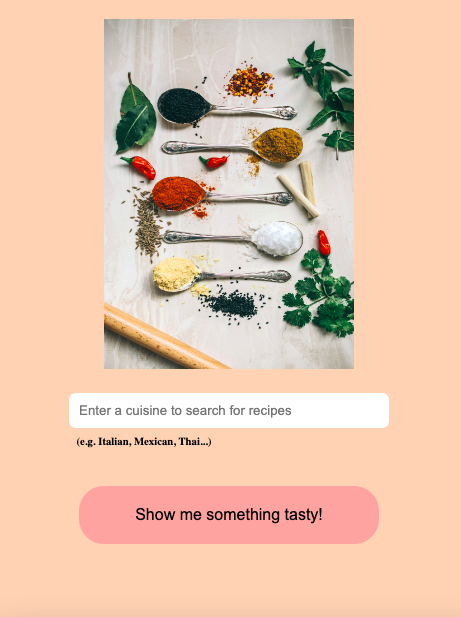 Enter a cuisine to search for recipes
(e.g. Italian, Mexican, Thai...)
Show me something tasty!